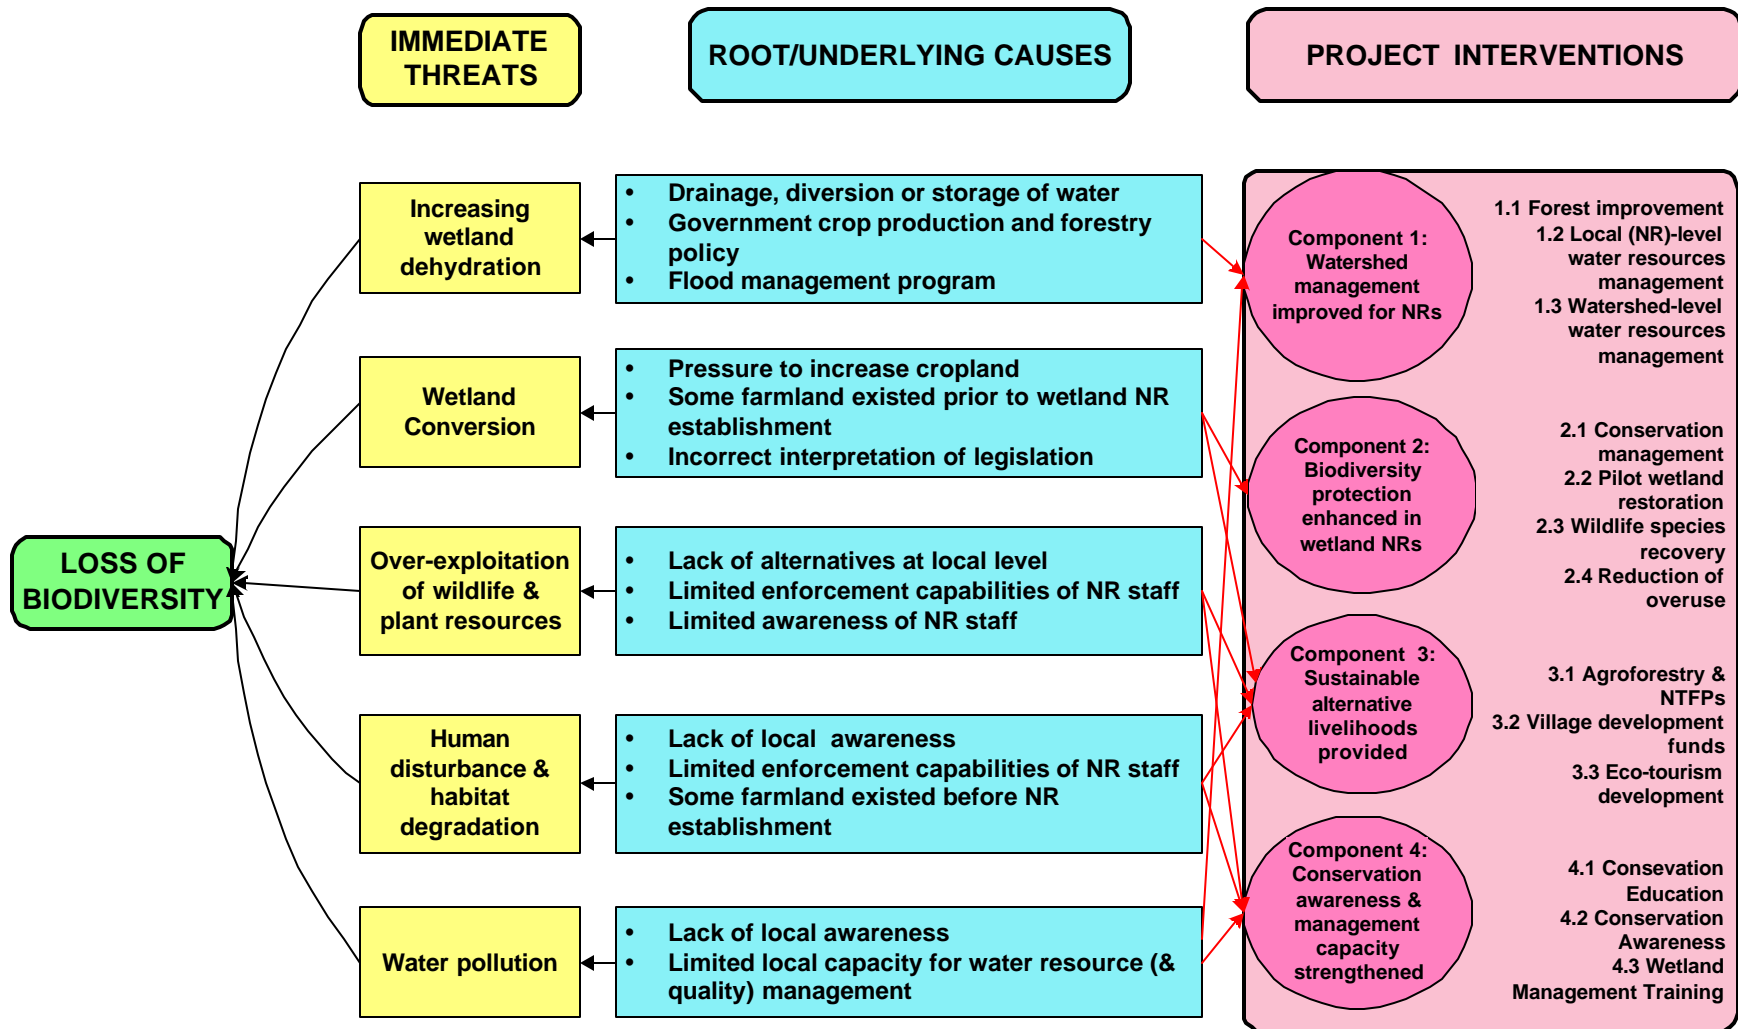 IMMEDIATE
THREATS
ROOT/UNDERLYING CAUSES
PROJECT INTERVENTIONS
LOSS OF
BIODIVERSITY
Increasing
wetland
dehydration
• Drainage, diversion or storage of water
• Government crop production and forestry
policy
• Flood management program
Wetland
Conversion
• Pressure to increase cropland
• Some farmland existed prior to wetland NR
establishment
• Incorrect interpretation of legislation
Over-exploitation
of wildlife &
plant resources
• Lack of alternatives at local level
• Limited enforcement capabilities of NR staff
• Limited awareness of NR staff
Human
disturbance &
habitat
degradation
• Lack of local awareness
• Limited enforcement capabilities of NR staff
• Some farmland existed before NR
establishment
Water pollution
• Lack of local awareness
• Limited local capacity for water resource (&
quality) management
Component 1:
Watershed
management
improved for NRs
1.1 Forest improvement
1.2 Local (NR)-level
water resources
management
1.3 Watershed-level
water resources
management
Component 2:
Biodiversity
protection
enhanced in
wetland NRs
2.1 Conservation
management
2.2 Pilot wetland
restoration
2.3 Wildlife species
recovery
2.4 Reduction of
overuse
Component 3:
Sustainable
alternative
livelihoods
provided
3.1 Agroforestry &
NTFPs
3.2 Village development
funds
3.3 Eco-tourism
development
Component 4:
Conservation
awareness &
management
capacity
strengthened
4.1 Consevation
Education
4.2 Conservation
Awareness
4.3 Wetland
Management Training